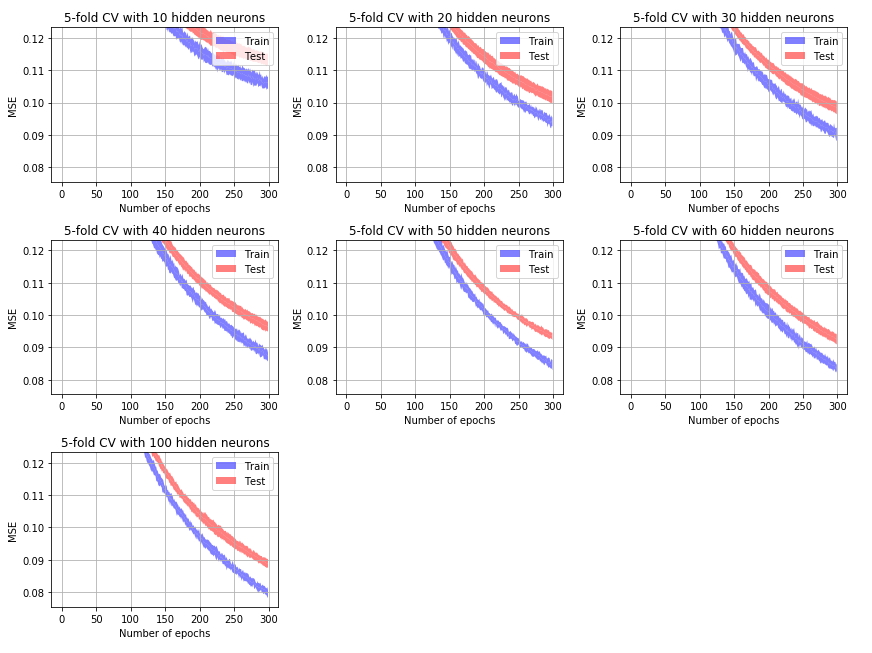 5-fold CV with 10 hidden neurons
0.12
0.11
0.10
0.09
0.08
MSE
Train
Test
0 50 100 150 200 250 300
Number of epochs
5-fold CV with 20 hidden neurons
0.12
0.11
0.10
0.09
0.08
MSE
Train
Test
0 50 100 150 200 250 300
Number of epochs
5-fold CV with 30 hidden neurons
0.12
0.11
0.10
0.09
0.08
MSE
Train
Test
0 50 100 150 200 250 300
Number of epochs
5-fold CV with 40 hidden neurons
0.12
0.11
0.10
0.09
0.08
MSE
Train
Test
0 50 100 150 200 250 300
Number of epochs
5-fold CV with 50 hidden neurons
0.12
0.11
0.10
0.09
0.08
MSE
Train
Test
0 50 100 150 200 250 300
Number of epochs
5-fold CV with 60 hidden neurons
0.12
0.11
0.10
0.09
0.08
MSE
Train
Test
0 50 100 150 200 250 300
Number of epochs
5-fold CV with 100 hidden neurons
0.12
0.11
0.10
0.09
0.08
MSE
Train
Test
0 50 100 150 200 250 300
Number of epochs